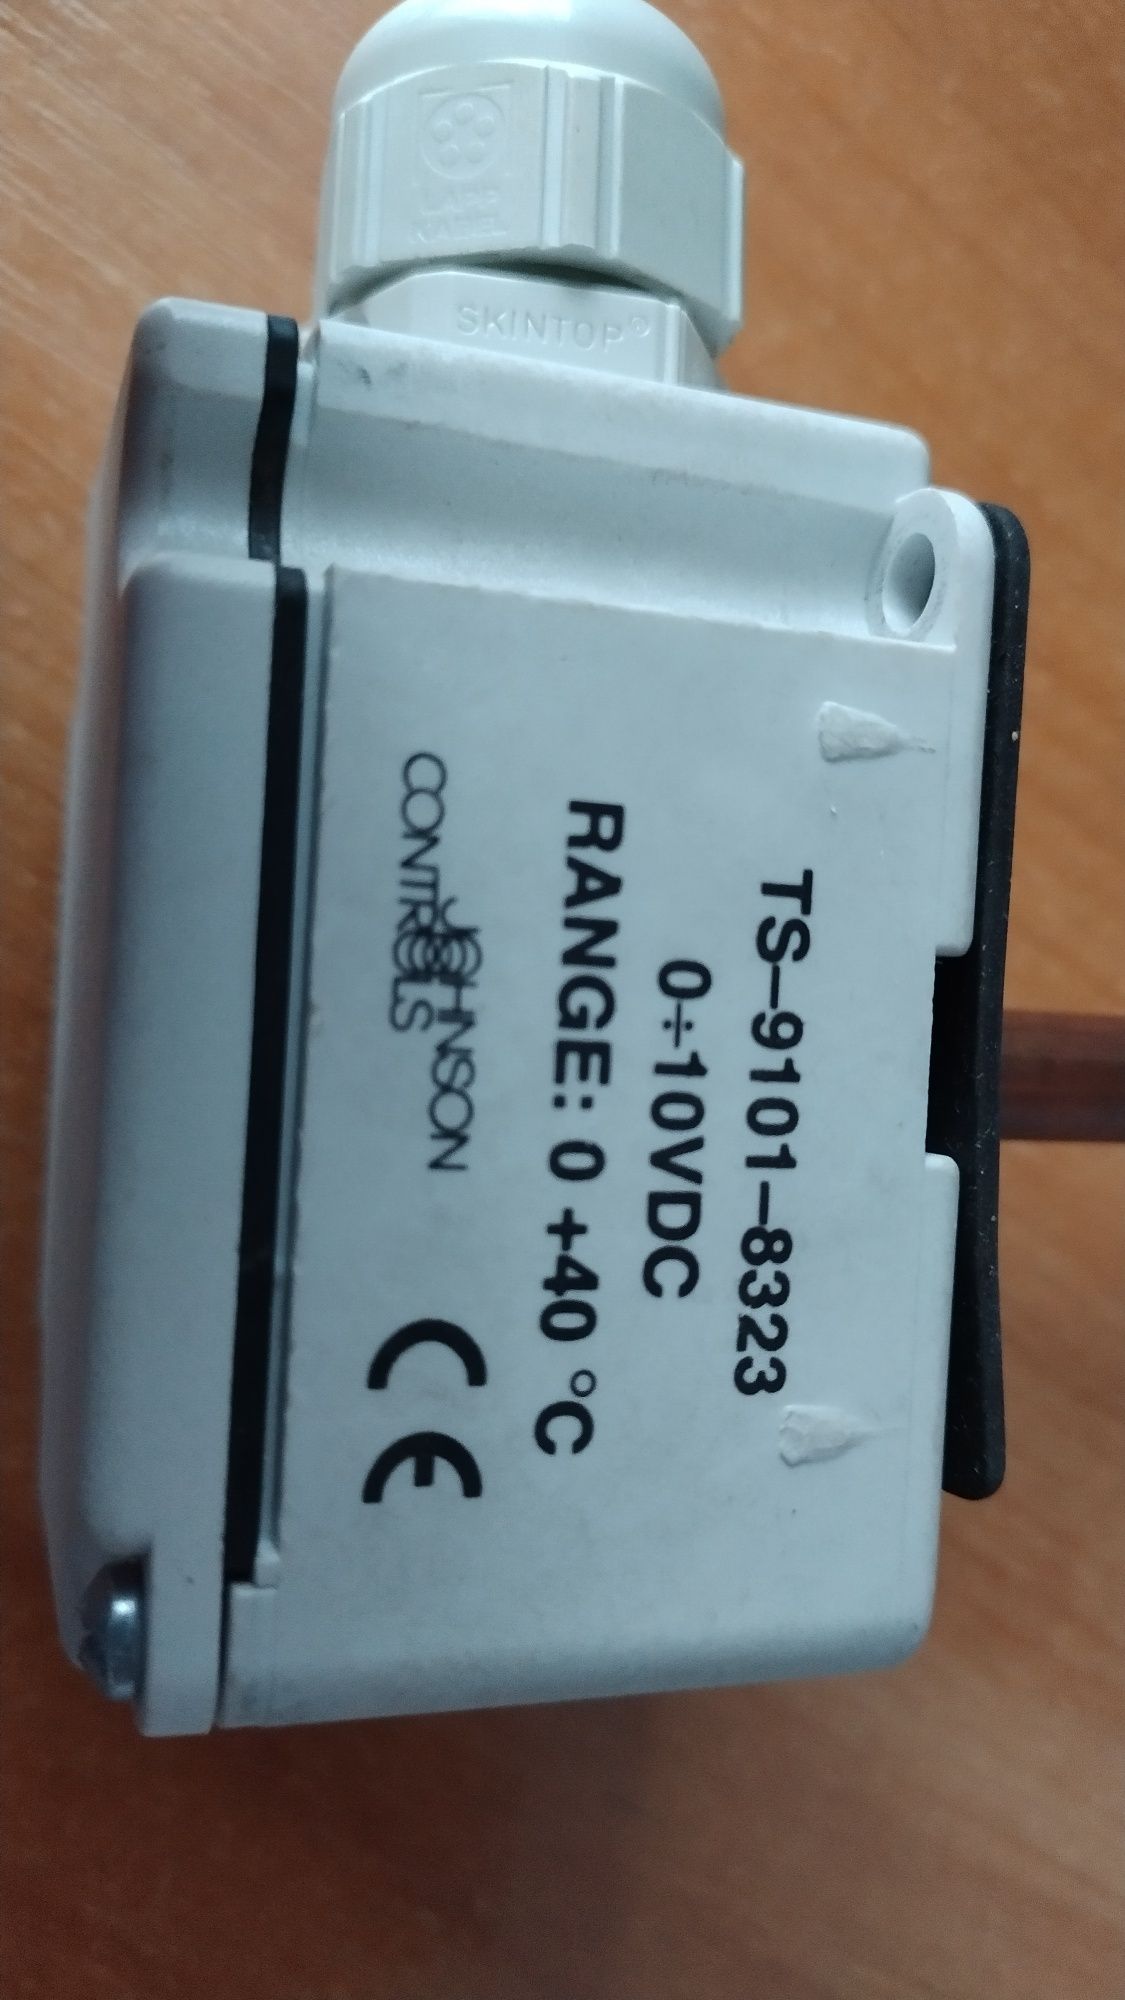 LAPP
KABEL
SKINTOP®
TS-9101-8323
0÷10VDC
RANGE: 0 +40 °C
JOHNSON
CONTROLS
CE